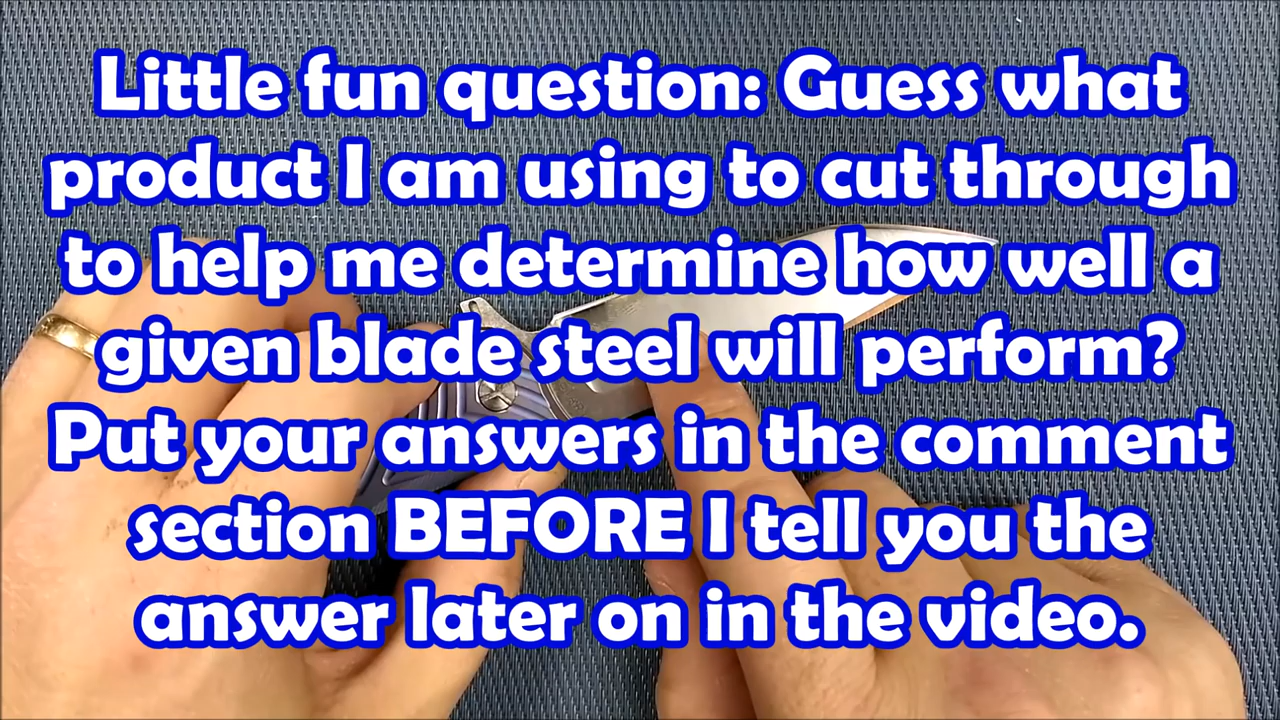 Little fun question: Guess what
product I am using to cut through
to help me determine how well a
given blade steel will perform?
Put your answers in the comment
section BEFORE I tell you the
answer later on in the video.